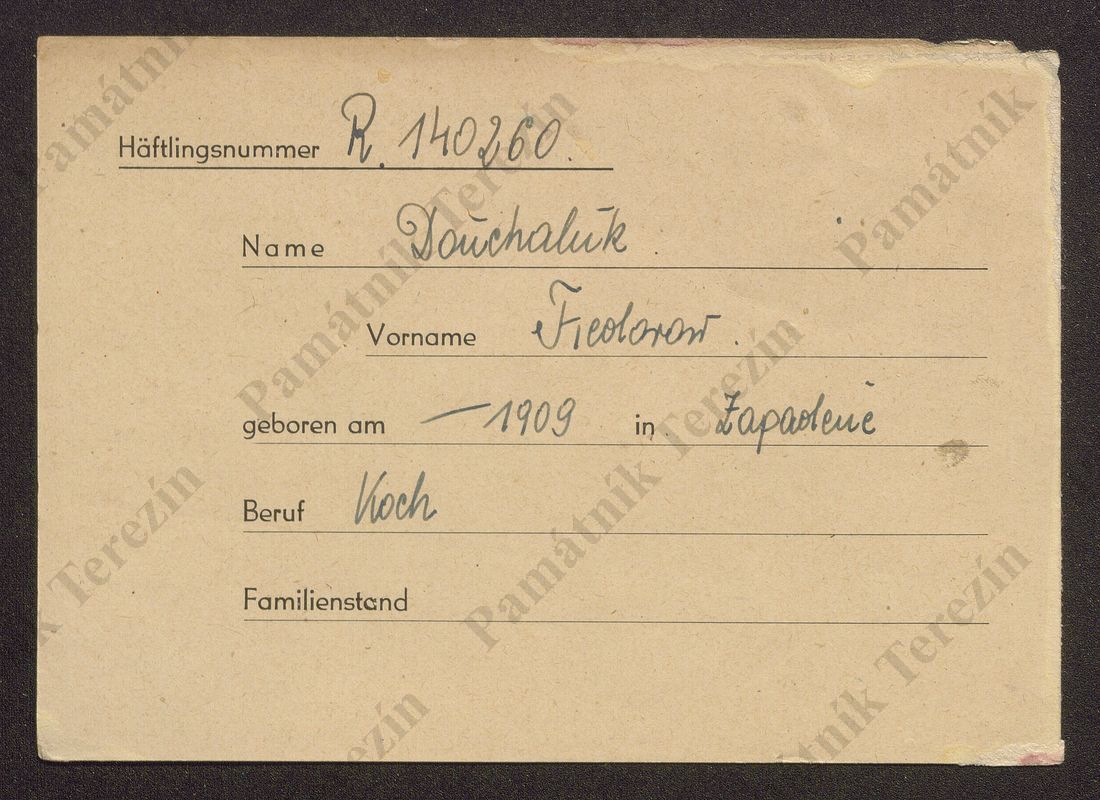 Häftlingsnummer R. 140260.
Name Douchaluk
Vorname Fiedorow.
geboren am — 1909 in Zapadenie
Beruf Koch
Familienstand
Památník Terezín